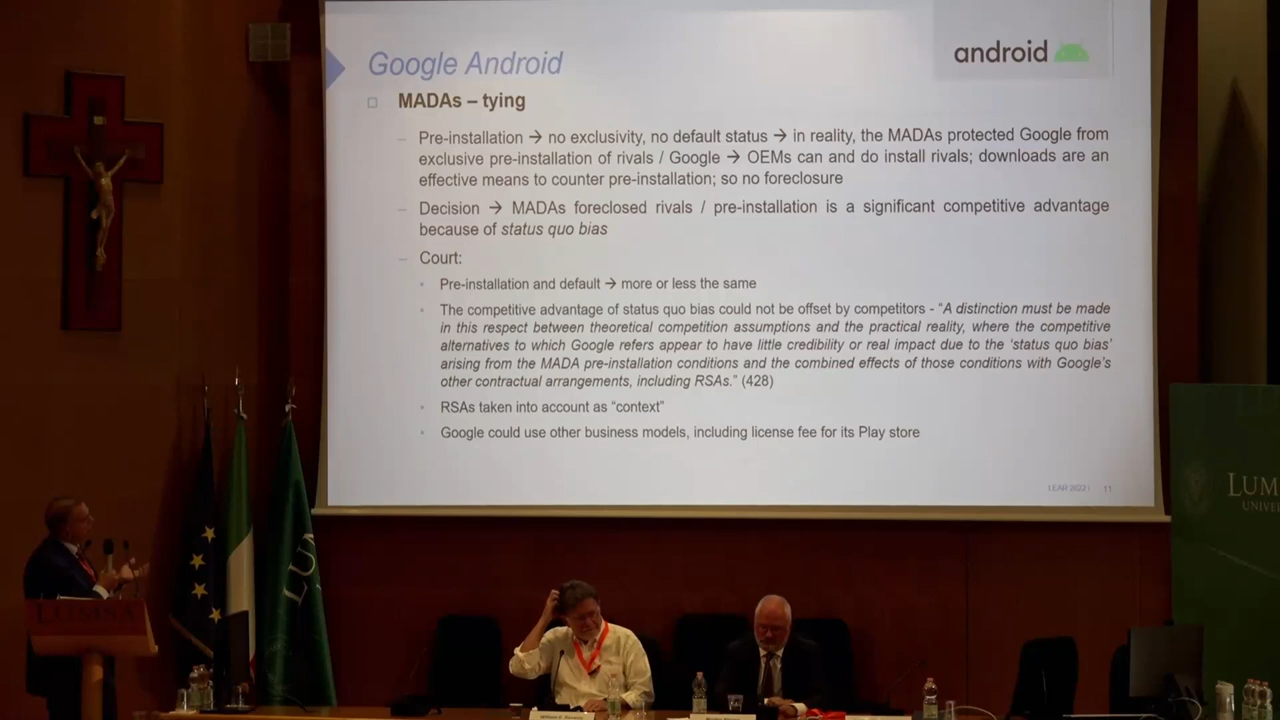 Google Android
android
MADAs – tying
– Pre-installation → no exclusivity, no default status → in reality, the MADAs protected Google from
exclusive pre-installation of rivals / Google → OEMs can and do install rivals; downloads are an
effective means to counter pre-installation; so no foreclosure
– Decision → MADAs foreclosed rivals / pre-installation is a significant competitive advantage
because of status quo bias
– Court:
• Pre-installation and default → more or less the same
• The competitive advantage of status quo bias could not be offset by competitors - “A distinction must be made
in this respect between theoretical competition assumptions and the practical reality, where the competitive
alternatives to which Google refers appear to have little credibility or real impact due to the ‘status quo bias’
arising from the MADA pre-installation conditions and the combined effects of those conditions with Google’s
other contractual arrangements, including RSAs.” (428)
• RSAs taken into account as “context”
• Google could use other business models, including license fee for its Play store
LEAR 2022 | 11
LUM
UNIVE
LUMSA
LU